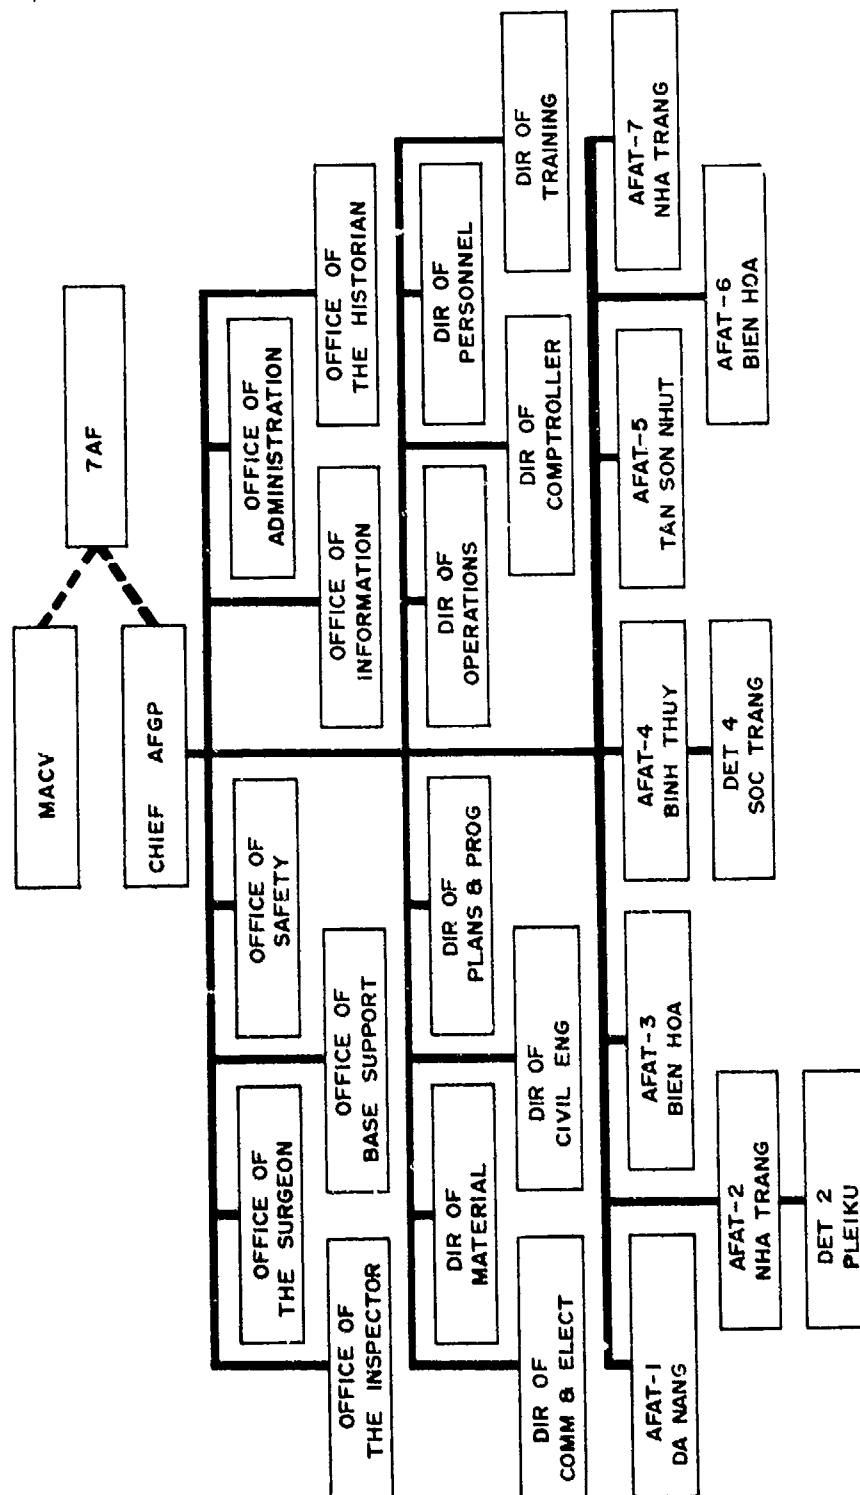 MACV
7AF
CHIEF AFGP
OFFICE OF
THE INSPECTOR
OFFICE OF
THE SURGEON
OFFICE OF
BASE SUPPORT
OFFICE OF
SAFETY
OFFICE OF
INFORMATION
OFFICE OF
ADMINISTRATION
OFFICE OF
THE HISTORIAN
DIR OF
COMM & ELECT
DIR OF
MATERIAL
DIR OF
CIVIL ENG
DIR OF
PLANS & PROG
DIR OF
OPERATIONS
DIR OF
COMPTROLLER
DIR OF
PERSONNEL
DIR OF
TRAINING
AFAT-1
DA NANG
AFAT-2
NHA TRANG
DET 2
PLEIKU
AFAT-3
BIEN HOA
AFAT-4
BINH THUY
DET 4
SOC TRANG
AFAT-5
TAN SON NHUT
AFAT-6
BIEN HOA
AFAT-7
NHA TRANG